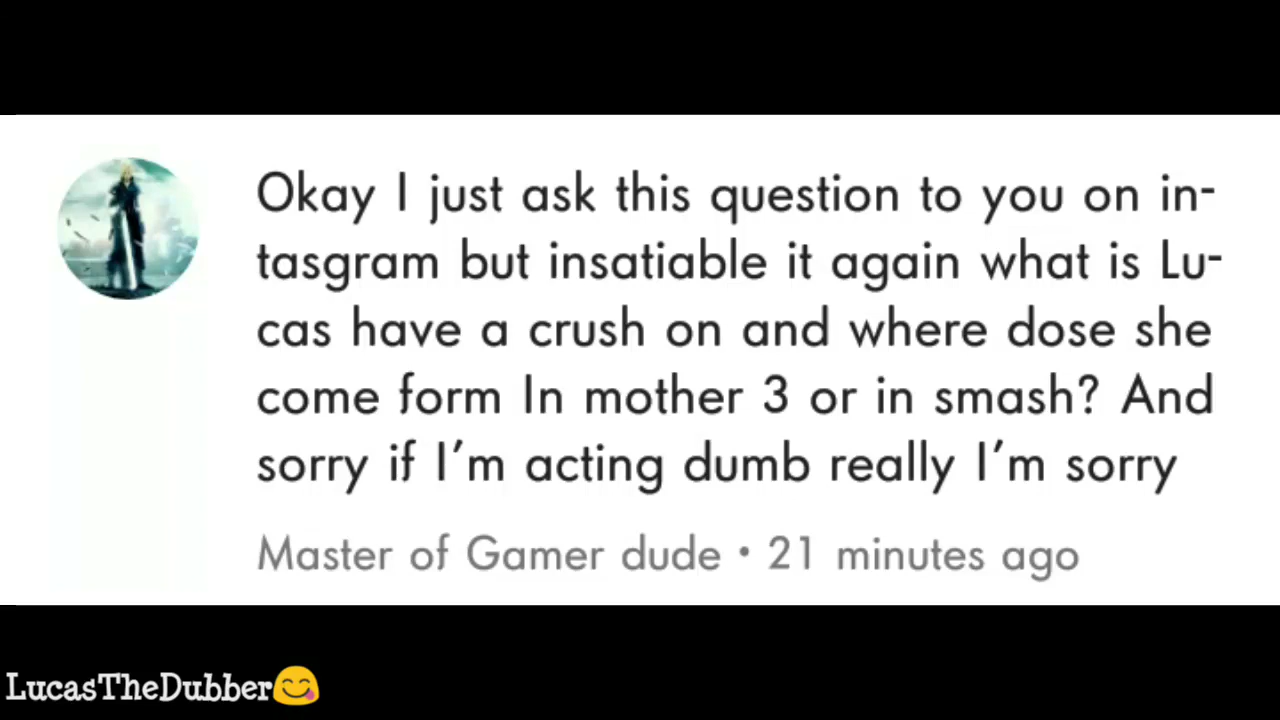 Okay I just ask this question to you on in-
tasgram but insatiable it again what is Lu-
cas have a crush on and where dose she
come form In mother 3 or in smash? And
sorry if I’m acting dumb really I’m sorry
Master of Gamer dude • 21 minutes ago
LucasTheDubber😋